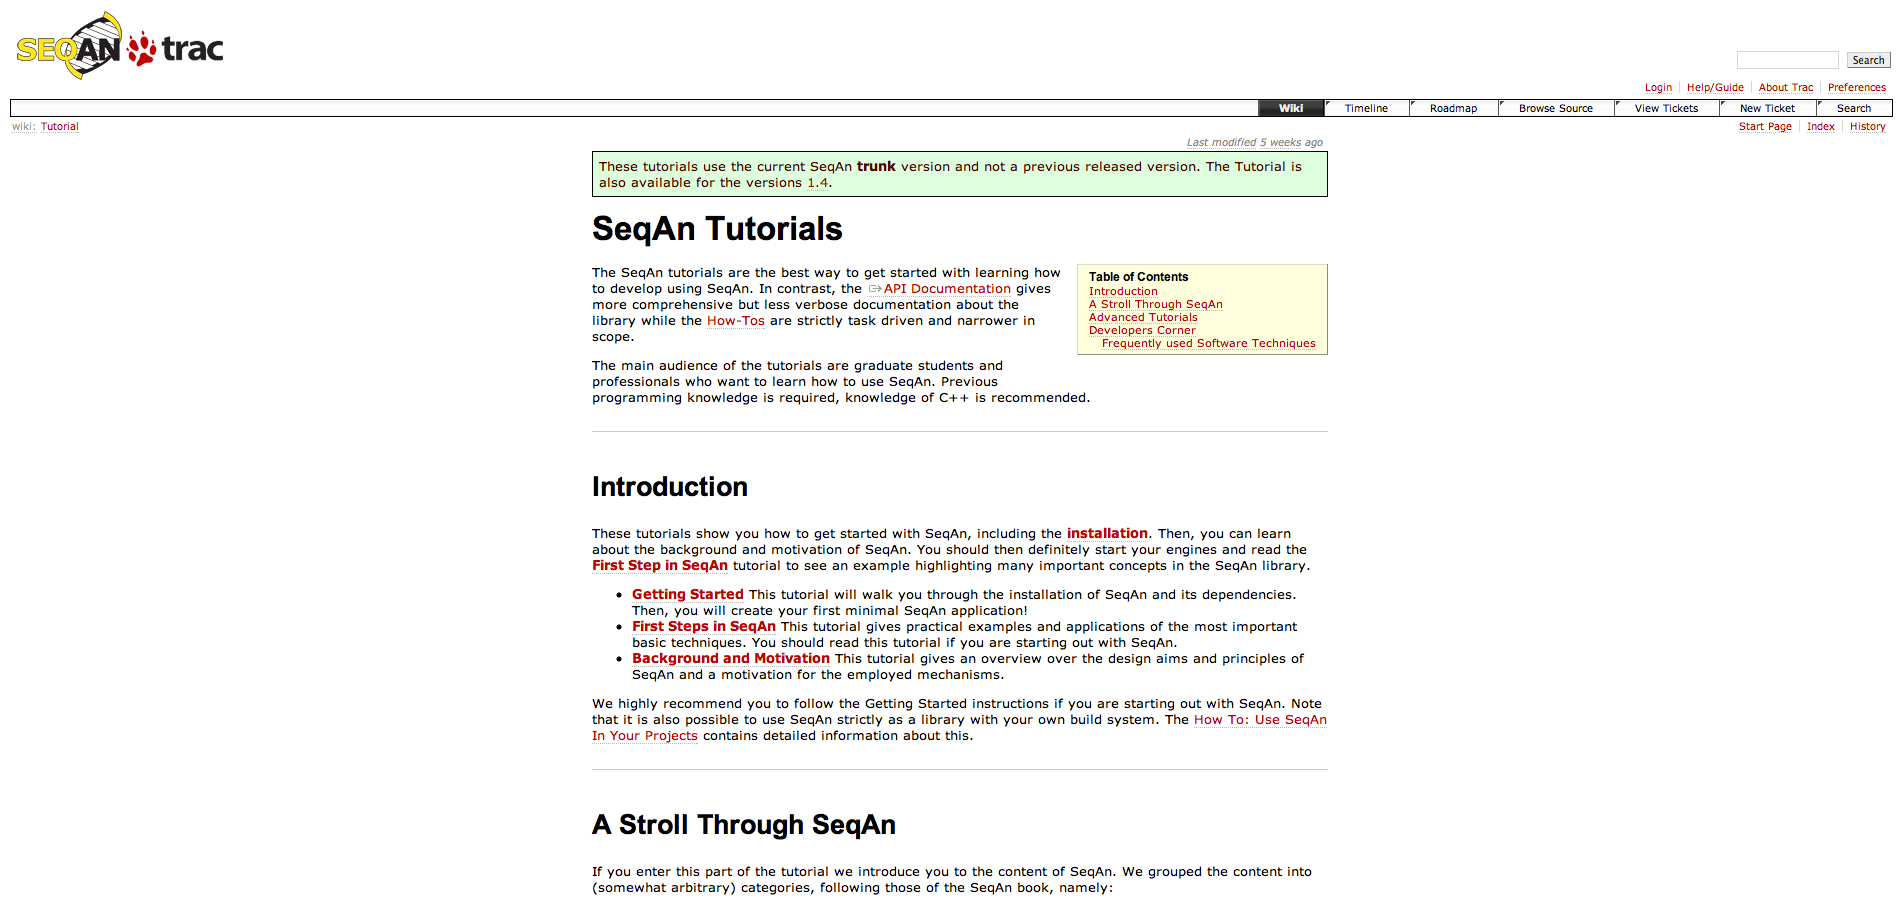 SEQAN trac
Search
Login Help/Guide About Trac Preferences
Wiki Timeline Roadmap Browse Source View Tickets New Ticket Search
wiki: Tutorial
Start Page Index History
Last modified 5 weeks ago
These tutorials use the current SeqAn trunk version and not a previous released version. The Tutorial is
also available for the versions 1.4.
SeqAn Tutorials
The SeqAn tutorials are the best way to get started with learning how
to develop using SeqAn. In contrast, the API Documentation gives
more comprehensive but less verbose documentation about the
library while the How-Tos are strictly task driven and narrower in
scope.
Table of Contents
Introduction
A Stroll Through SeqAn
Advanced Tutorials
Developers Corner
Frequently used Software Techniques
The main audience of the tutorials are graduate students and
professionals who want to learn how to use SeqAn. Previous
programming knowledge is required, knowledge of C++ is recommended.
Introduction
These tutorials show you how to get started with SeqAn, including the installation. Then, you can learn
about the background and motivation of SeqAn. You should then definitely start your engines and read the
First Step in SeqAn tutorial to see an example highlighting many important concepts in the SeqAn library.
• Getting Started This tutorial will walk you through the installation of SeqAn and its dependencies.
Then, you will create your first minimal SeqAn application!
• First Steps in SeqAn This tutorial gives practical examples and applications of the most important
basic techniques. You should read this tutorial if you are starting out with SeqAn.
• Background and Motivation This tutorial gives an overview over the design aims and principles of
SeqAn and a motivation for the employed mechanisms.
We highly recommend you to follow the Getting Started instructions if you are starting out with SeqAn. Note
that it is also possible to use SeqAn strictly as a library with your own build system. The How To: Use SeqAn
In Your Projects contains detailed information about this.
A Stroll Through SeqAn
If you enter this part of the tutorial we introduce you to the content of SeqAn. We grouped the content into
(somewhat arbitrary) categories, following those of the SeqAn book, namely: